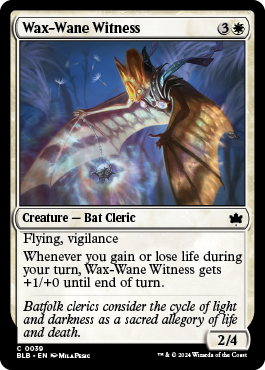 Wax-Wane Witness 3
Creature — Bat Cleric
Flying, vigilance
Whenever you gain or lose life during
your turn, Wax-Wane Witness gets
+1/+0 until end of turn.
Batfolk clerics consider the cycle of light
and darkness as a sacred allegory of life
and death.
2/4
C 0039
BLB • EN MILA PESIC
™ & © 2024 Wizards of the Coast